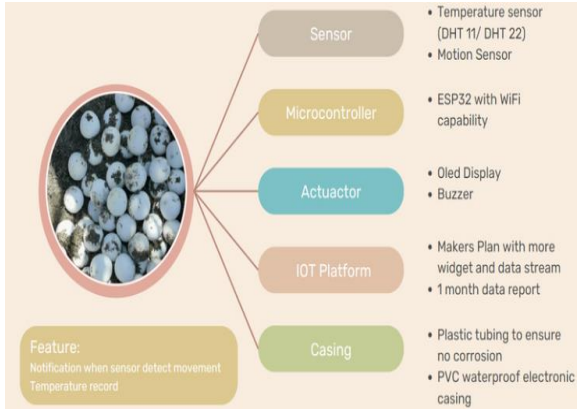 Sensor
• Temperature sensor
(DHT 11/ DHT 22)
• Motion Sensor
Microcontroller
• ESP32 with WiFi
capability
Actuactor
• Oled Display
• Buzzer
IOT Platform
• Makers Plan with more
widget and data stream
• 1 month data report
Casing
• Plastic tubing to ensure
no corrosion
• PVC waterproof electronic
casing
Feature:
Notification when sensor detect movement
Temperature record